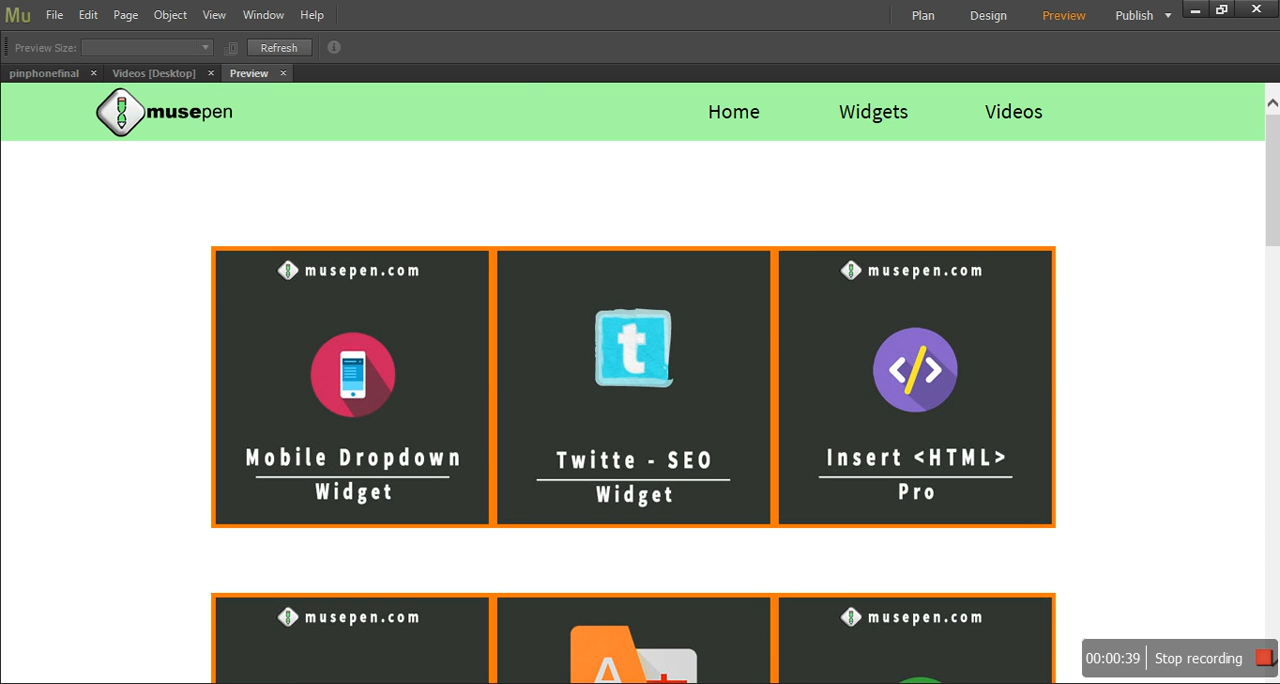 Mu File Edit Page Object View Window Help Plan Design Preview Publish
Preview Size: Refresh
pinphonefinal × Videos [Desktop] × Preview ×
musepen Home Widgets Videos
musepen.com
Mobile Dropdown
Widget
t
Twitte - SEO
Widget
musepen.com
</>
Insert <HTML>
Pro
musepen.com
A
musepen.com
00:00:39 Stop recording